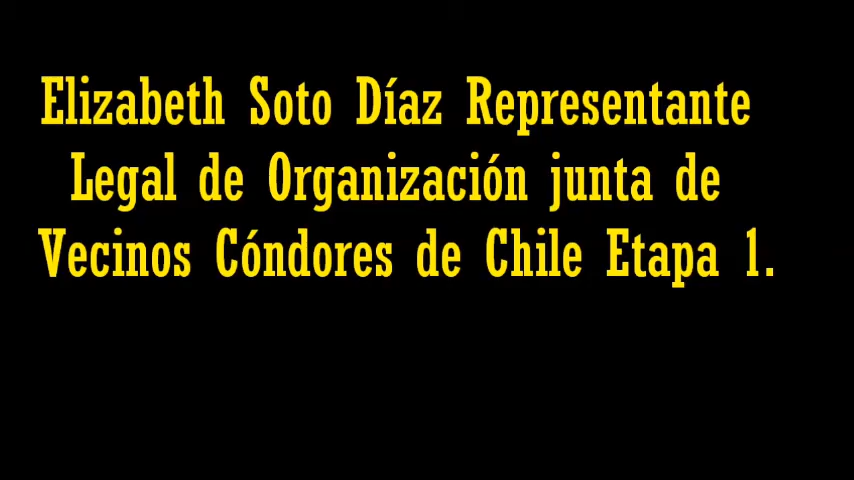 Elizabeth Soto Díaz Representante
Legal de Organización junta de
Vecinos Cóndores de Chile Etapa 1.